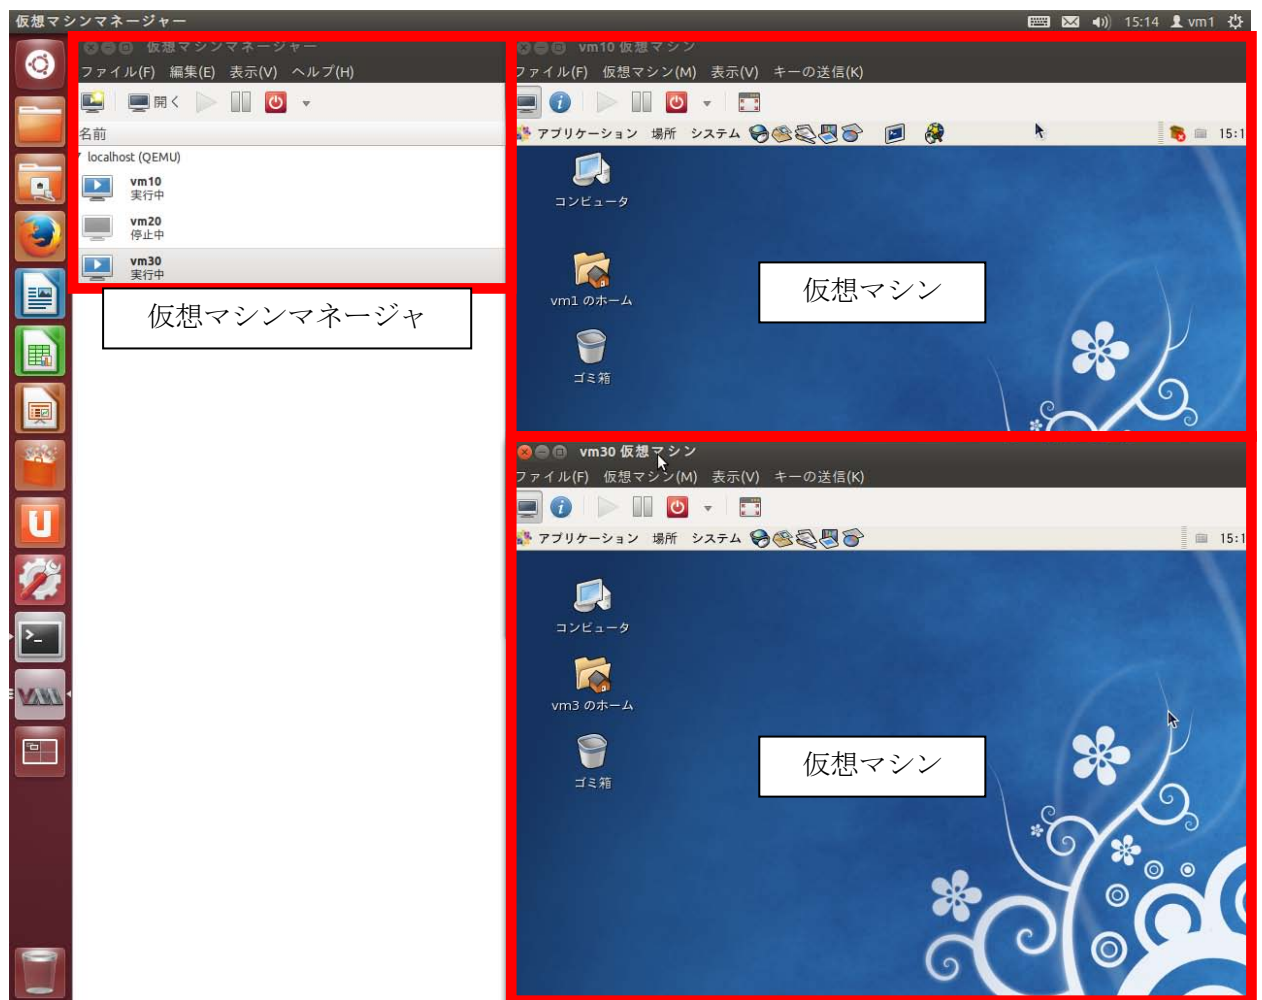 仮想マシンマネージャー
15:14 vm1
仮想マシンマネージャー
ファイル(F) 編集(E) 表示(V) ヘルプ(H)
開く
名前
localhost (QEMU)
vm10
実行中
vm20
停止中
vm30
実行中
仮想マシンマネージャ
vm10 仮想マシン
ファイル(F) 仮想マシン(M) 表示(V) キーの送信(K)
アプリケーション 場所 システム 15:1
コンピュータ
vm1 のホーム
ゴミ箱
仮想マシン
vm30 仮想マシン
ファイル(F) 仮想マシン(M) 表示(V) キーの送信(K)
アプリケーション 場所 システム 15:1
コンピュータ
vm3 のホーム
ゴミ箱
仮想マシン